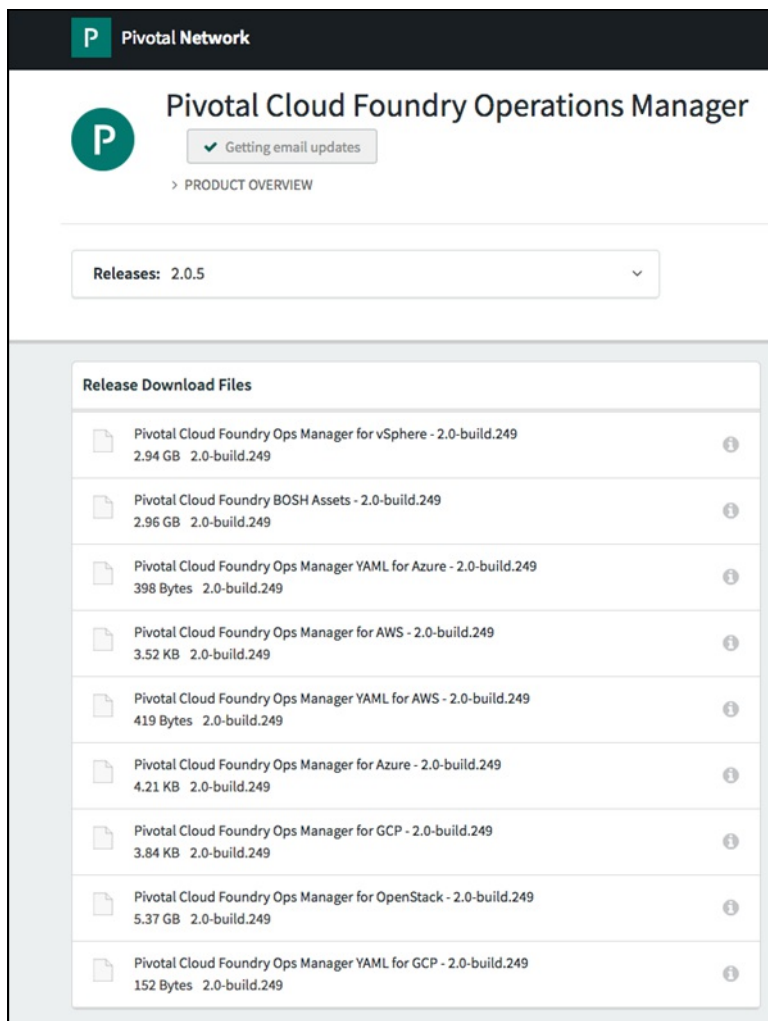 P Pivotal Network
Pivotal Cloud Foundry Operations Manager
P
✔ Getting email updates
> PRODUCT OVERVIEW
Releases: 2.0.5
Release Download Files
Pivotal Cloud Foundry Ops Manager for vSphere - 2.0-build.249
2.94 GB 2.0-build.249
Pivotal Cloud Foundry BOSH Assets - 2.0-build.249
2.96 GB 2.0-build.249
Pivotal Cloud Foundry Ops Manager YAML for Azure - 2.0-build.249
398 Bytes 2.0-build.249
Pivotal Cloud Foundry Ops Manager for AWS - 2.0-build.249
3.52 KB 2.0-build.249
Pivotal Cloud Foundry Ops Manager YAML for AWS - 2.0-build.249
419 Bytes 2.0-build.249
Pivotal Cloud Foundry Ops Manager for Azure - 2.0-build.249
4.21 KB 2.0-build.249
Pivotal Cloud Foundry Ops Manager for GCP - 2.0-build.249
3.84 KB 2.0-build.249
Pivotal Cloud Foundry Ops Manager for OpenStack - 2.0-build.249
5.37 GB 2.0-build.249
Pivotal Cloud Foundry Ops Manager YAML for GCP - 2.0-build.249
152 Bytes 2.0-build.249